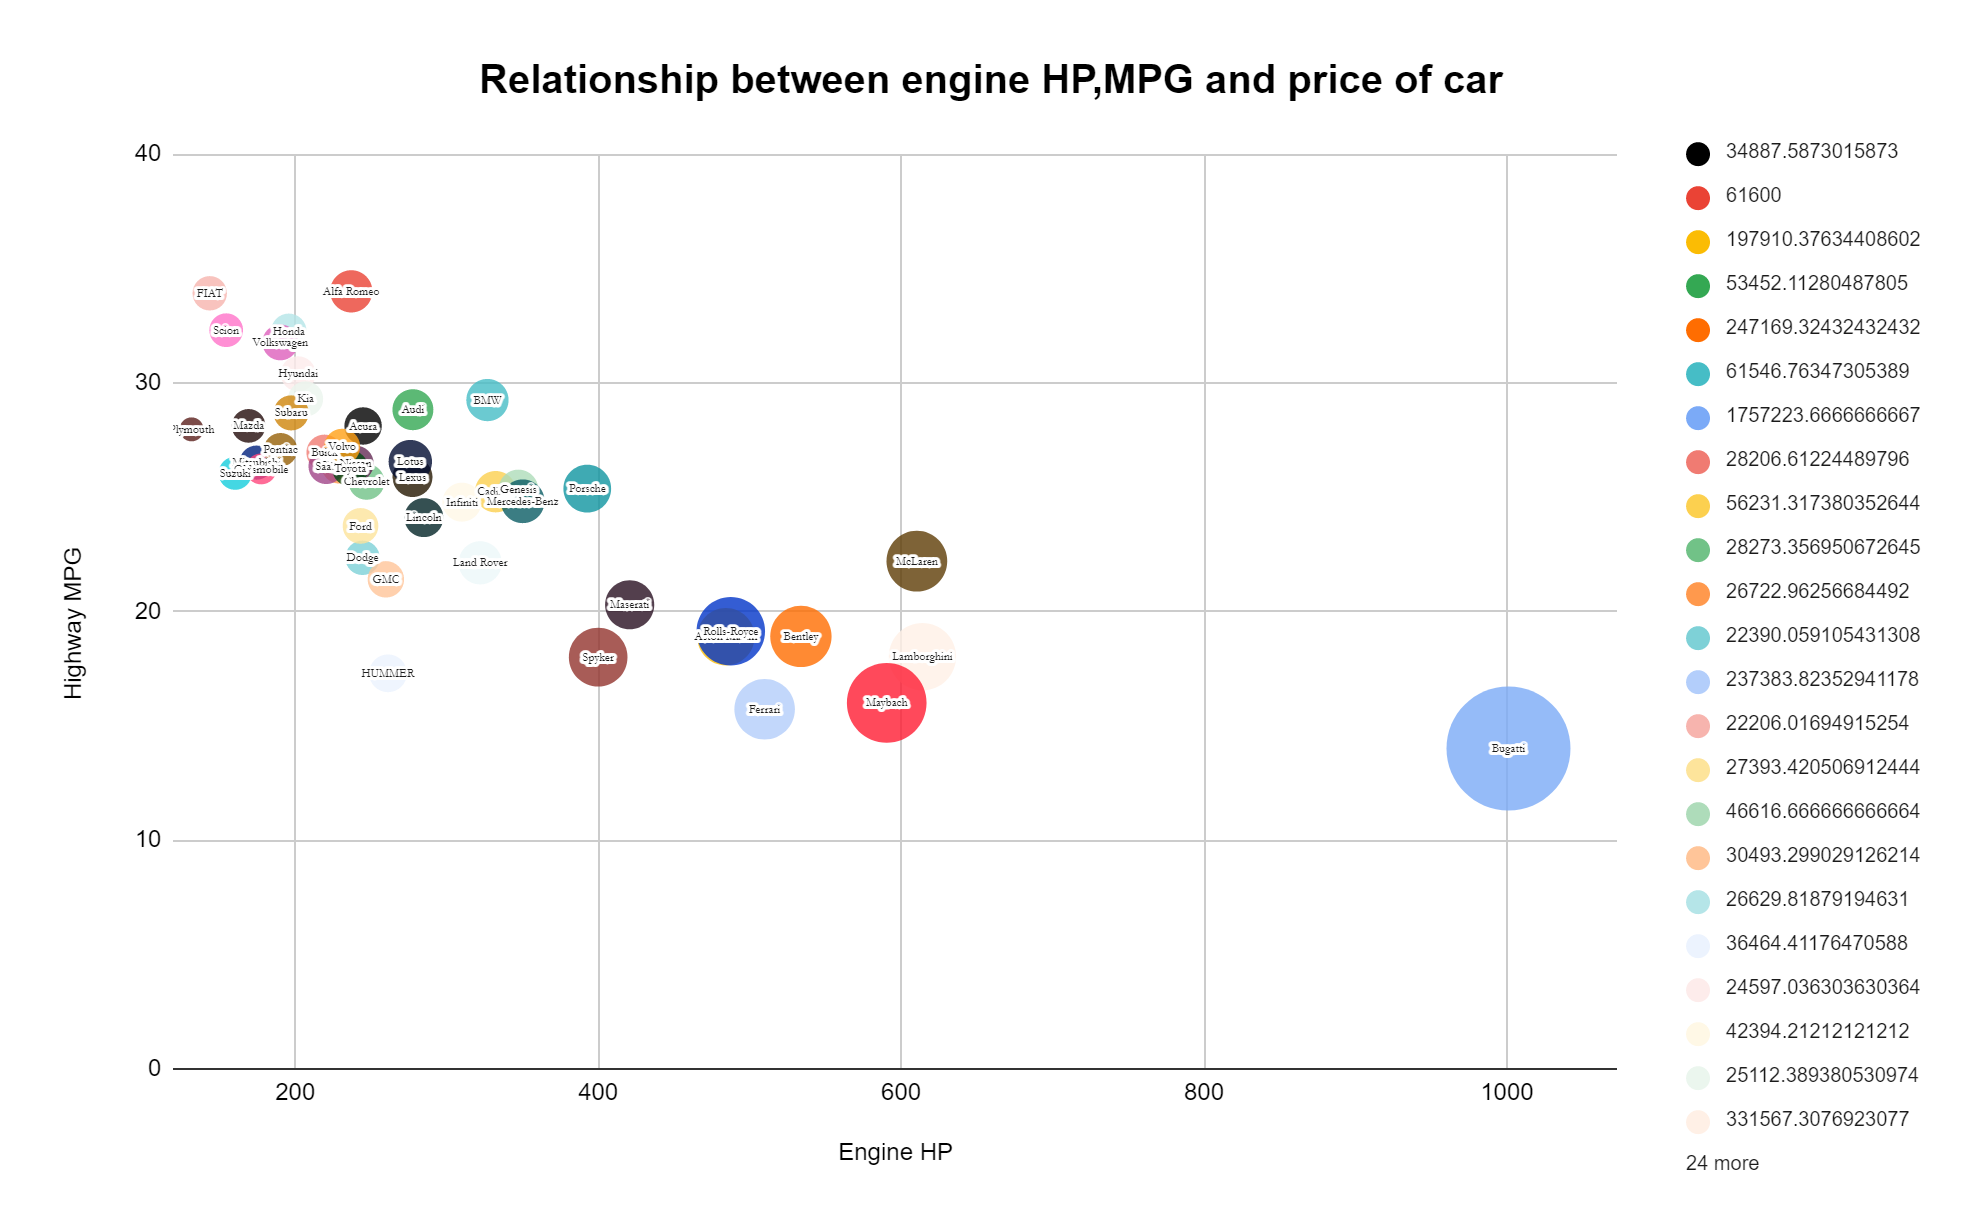 Relationship between engine HP,MPG and price of car
40
30
20
10
0
Highway MPG
200
400
600
800
1000
Engine HP
FIAT
Alfa Romeo
Scion
Honda
Volkswagen
Hyundai
Kia
BMW
Subaru
Audi
Mazda
Acura
Plymouth
Volvo
Pontiac
Buick
Lotus
Suzuki
Toyota
Lexus
Chevrolet
Genesis
Porsche
Infiniti
Mercedes-Benz
Lincoln
Ford
Dodge
Land Rover
McLaren
GMC
Maserati
Rolls-Royce
Bentley
Spyker
Lamborghini
HUMMER
Maybach
Ferrari
Bugatti
34887.5873015873
61600
197910.37634408602
53452.11280487805
247169.32432432432
61546.76347305389
1757223.6666666667
28206.61224489796
56231.317380352644
28273.356950672645
26722.96256684492
22390.059105431308
237383.82352941178
22206.01694915254
27393.420506912444
46616.666666666664
30493.299029126214
26629.81879194631
36464.41176470588
24597.036303630364
42394.21212121212
25112.389380530974
331567.3076923077
24 more